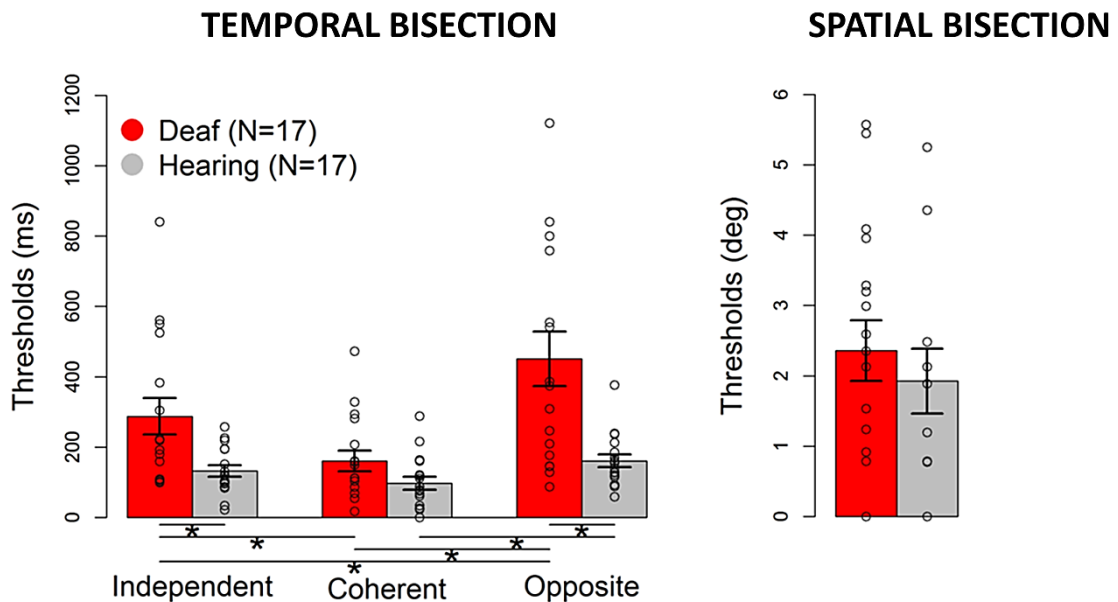 TEMPORAL BISECTION
SPATIAL BISECTION
Deaf (N=17)
Hearing (N=17)
Thresholds (ms)
0
200
400
600
800
1000
1200
*
*
*
*
*
*
Independent
Coherent
Opposite
Thresholds (deg)
0
1
2
3
4
5
6